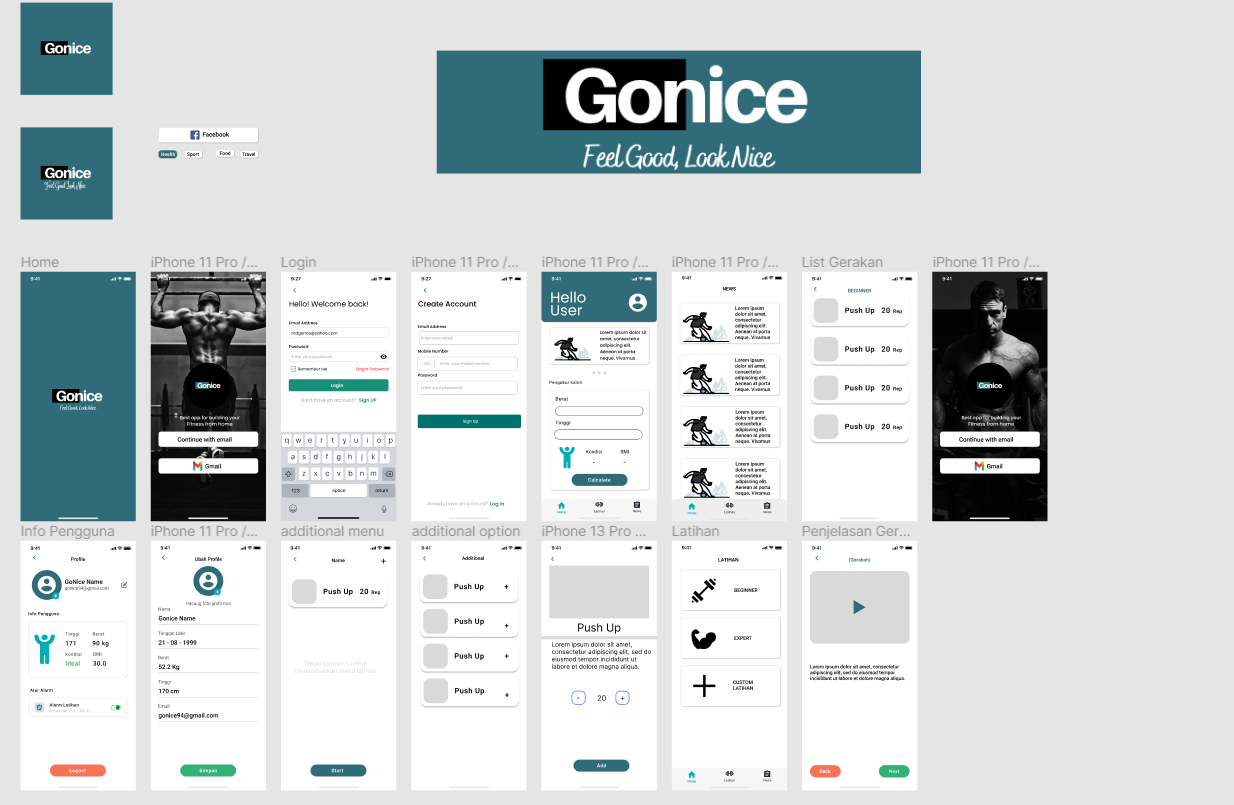 Gonice
Gonice
Feel Good, Look Nice
Facebook
Health
Sport
Food
Travel
Gonice
Feel Good, Look Nice
Home
9:41
Gonice
Feel Good, Look Nice
iPhone 11 Pro /...
9:41
Gonice
Best app for building your
Fitness from home
Continue with email
Gmail
Login
9:27
Hello! Welcome back!
Email Address
rodgeroo@yahoo.com
Password
Enter your password
Remember Me
Forgot Password
Login
Don't have an account? Sign UP
q w e r t y u i o p
a s d f g h j k l
z x c v b n m
123
space
return
iPhone 11 Pro /...
9:27
Create Account
Email Address
Enter your email
Mobile Number
Enter your mobile number
Password
Enter your password
Sign Up
Already have an account? Log in
iPhone 11 Pro /...
9:41
Hello
User
Lorem ipsum dolor sit
amet, consectetur
adipiscing elit.
Aenean at porta
neque. Vivamus
Pengukur Kalori
Berat
Tinggi
Kondisi
BMI
-
-
Calculate
Home
Latihan
News
iPhone 11 Pro /...
9:41
NEWS
Lorem ipsum
dolor sit amet,
consectetur
adipiscing elit.
Aenean at porta
neque. Vivamus
Lorem ipsum
dolor sit amet,
consectetur
adipiscing elit.
Aenean at porta
neque. Vivamus
Lorem ipsum
dolor sit amet,
consectetur
adipiscing elit.
Aenean at porta
neque. Vivamus
Lorem ipsum
dolor sit amet,
consectetur
adipiscing elit.
Aenean at porta
neque. Vivamus
Home
Latihan
News
List Gerakan
9:41
BEGINNER
Push Up 20 Rep
Push Up 20 Rep
Push Up 20 Rep
Push Up 20 Rep
iPhone 11 Pro /...
9:41
Gonice
Best app for building your
Fitness from home
Continue with email
Gmail
Info Pengguna
9:41
Profile
GoNice Name
gonice94@gmail.com
Info Pengguna
Tinggi
Berat
171
90 kg
kondisi
BMI
Ideal
30.0
Atur Alarm
Alarm Latihan
Logout
iPhone 11 Pro /...
9:41
Ubah Profile
Pasang foto profil mu!
Nama
Gonice Name
Tanggal Lahir
21 - 08 - 1999
Berat
52.2 Kg
Tinggi
170 cm
Email
gonice94@gmail.com
Simpan
additional menu
9:41
Name
+
Push Up 20 Rep
Tekan tombol + untuk
menambahkan menu latihan
Start
additional option
9:41
Additional
Push Up +
Push Up +
Push Up +
Push Up +
iPhone 13 Pro ...
9:41
Push Up
Lorem ipsum dolor sit amet,
consectetur adipiscing elit, sed do
eiusmod tempor incididunt ut
labore et dolore magna aliqua.
- 20 +
Add
Latihan
9:41
LATIHAN
BEGINNER
EXPERT
CUSTOM
LATIHAN
Home
Latihan
News
Penjelasan Ger...
9:41
(Gerakan)
Lorem ipsum dolor sit amet, consectetur
adipiscing elit, sed do eiusmod tempor
incididunt ut labore et dolore magna aliqua.
Back
Next